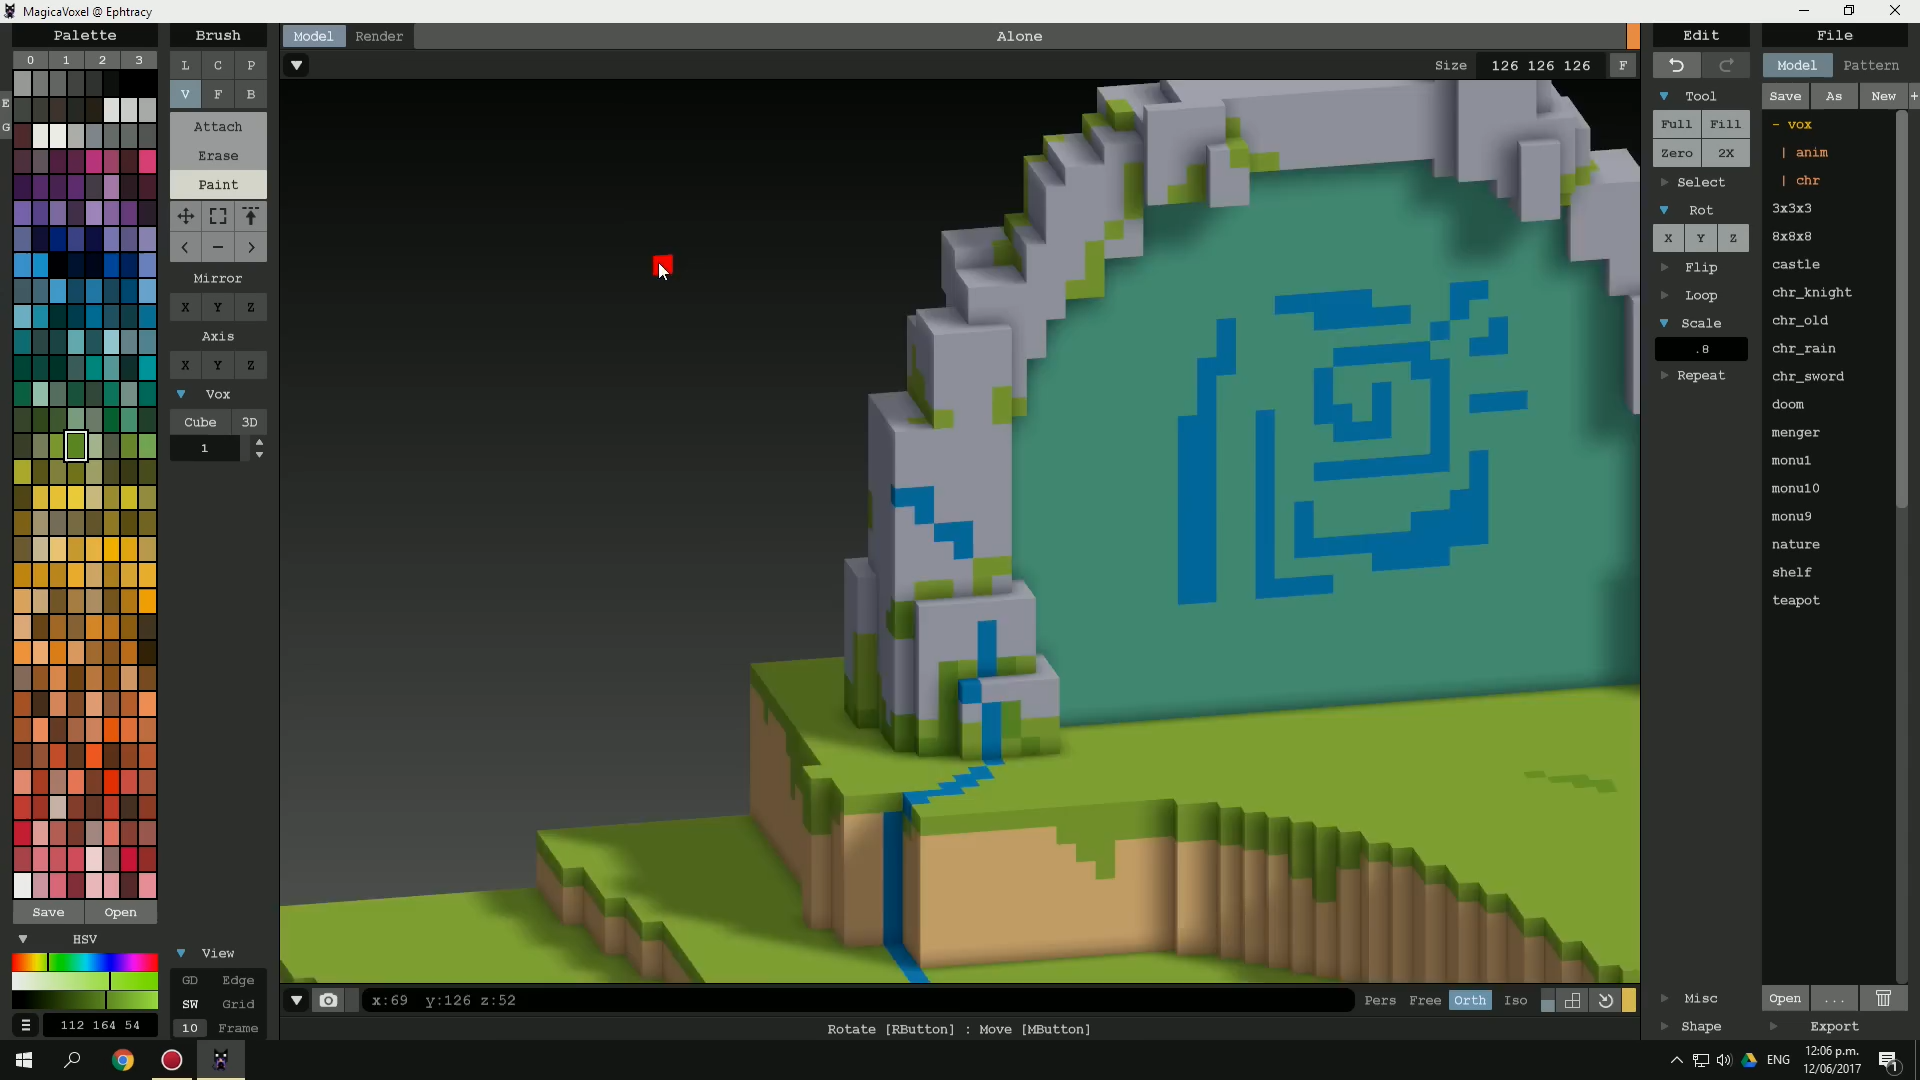 MagicaVoxel @ Ephtracy
Palette
0 1 2 3
E
G
Save Open
HSV
112 164 54
Brush
L C P
V F B
Attach
Erase
Paint
< − >
Mirror
X Y Z
Axis
X Y Z
Vox
Cube 3D
1
View
GD Edge
SW Grid
10 Frame
Model Render
Alone
Size 126 126 126 F
x:69 y:126 z:52
Pers Free Orth Iso
Rotate [RButton] : Move [MButton]
Edit
Tool
Full Fill
Zero 2X
Select
Rot
X Y Z
Flip
Loop
Scale
.8
Repeat
Misc
Shape
File
Model Pattern
Save As New +
- vox
| anim
| chr
3x3x3
8x8x8
castle
chr_knight
chr_old
chr_rain
chr_sword
doom
menger
monu1
monu10
monu9
nature
shelf
teapot
Open ...
Export
ENG
12:06 p.m.
12/06/2017
1